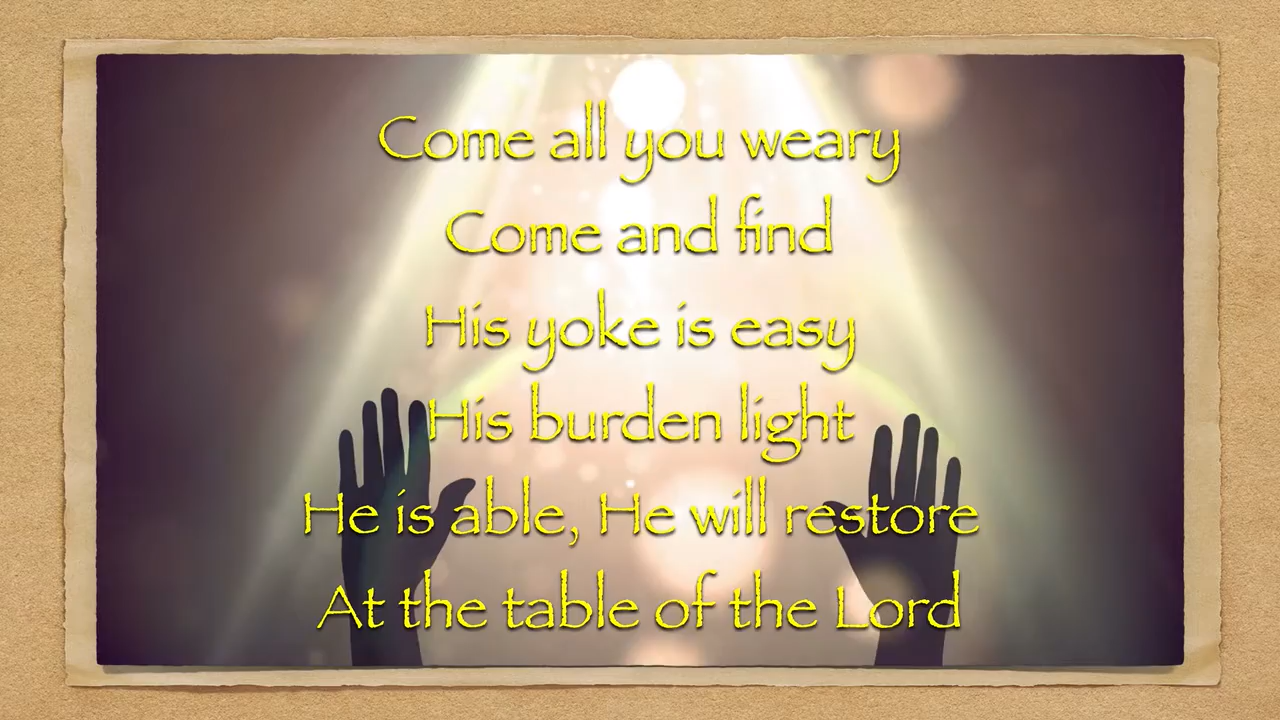 Come all you weary
Come and find
His yoke is easy
His burden light
He is able, He will restore
At the table of the Lord